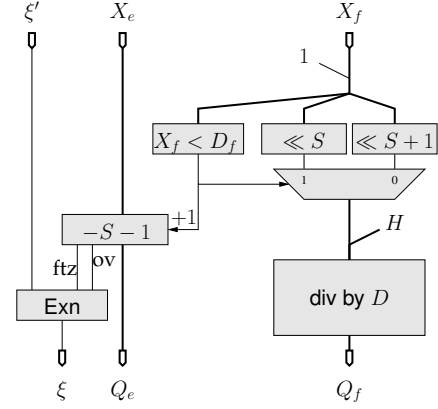 ξ′ X_e X_f
1
X_f < D_f ≪ S ≪ S + 1
1 0
+1
−S − 1
H
ftz ov
Exn div by D
ξ Q_e Q_f